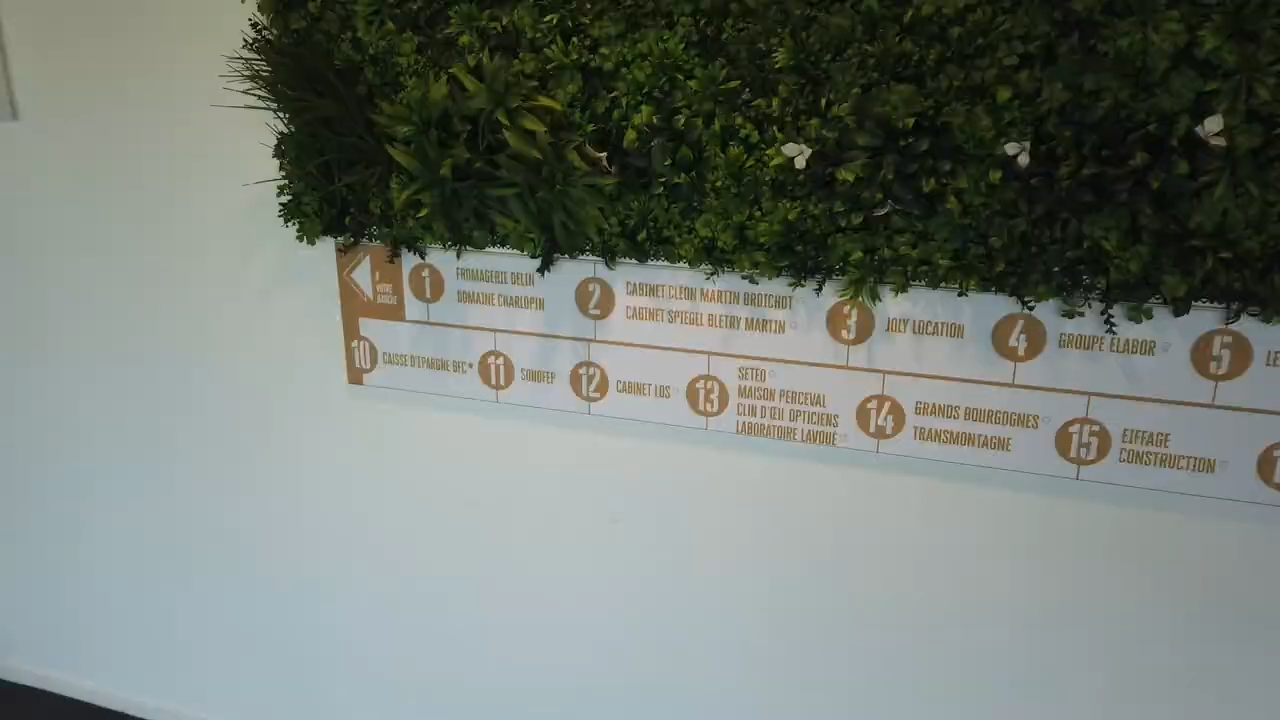 À
VOTRE
GAUCHE
1
FROMAGERIE DELIN
DOMAINE CHARLOPIN
2
CABINET CLEON MARTIN BROICHOT
CABINET SPIEGEL BLETRY MARTIN
3
JOLY LOCATION
4
GROUPE ELABOR
5
10
CAISSE D'EPARGNE BFC*
11
SONOFEP
12
CABINET LDS
13
SETEO
MAISON PERCEVAL
CLIN D'ŒIL OPTICIENS
LABORATOIRE LAVOUÉ
14
GRANDS BOURGOGNES
TRANSMONTAGNE
15
EIFFAGE
CONSTRUCTION